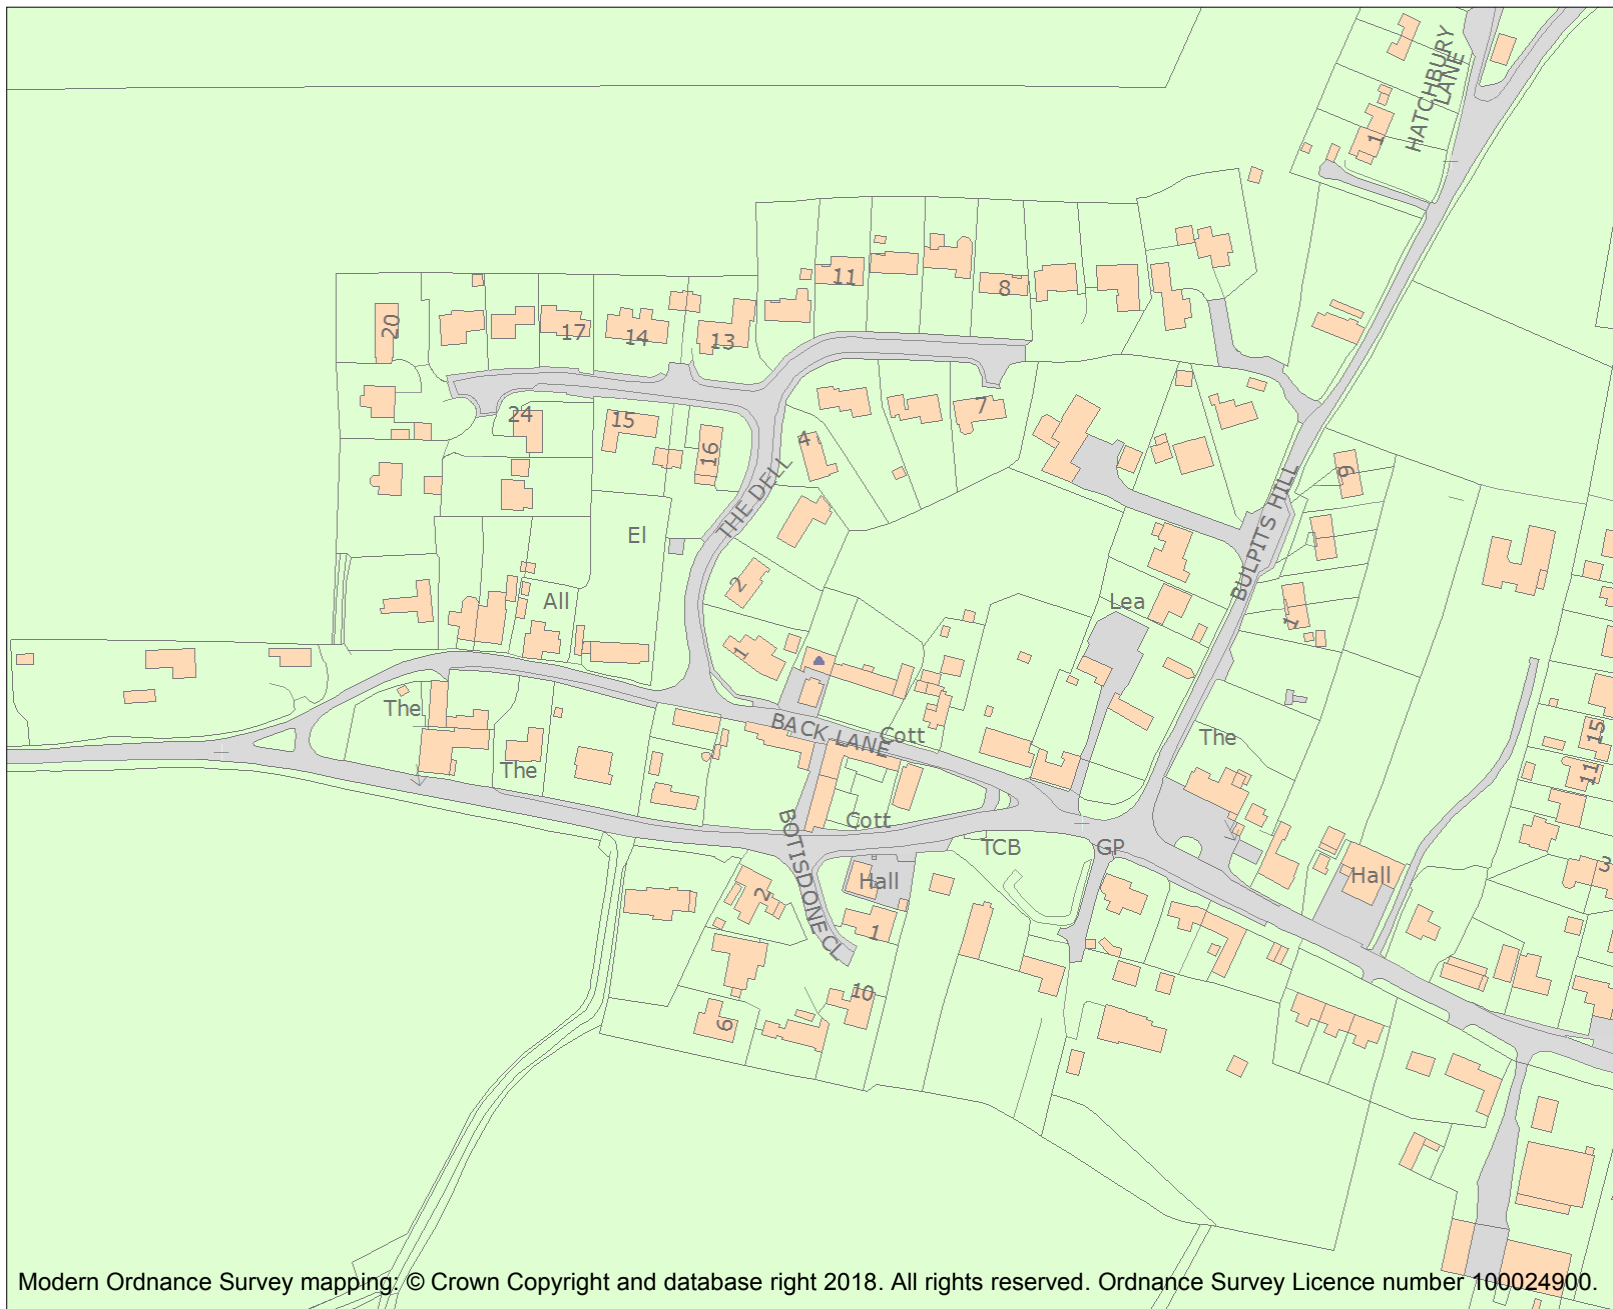 HATCHBURY
LANE
1
11
8
20
17
14
13
24
15
16
4
7
THE DELL
9
El
BULPITS HILL
2
All
Lea
1
1
The
BACK LANE
Cott
The
The
15
11
Cott
BOTISDONE CL
TCB
GP
Hall
Hall
3
2
1
10
6
Modern Ordnance Survey mapping: © Crown Copyright and database right 2018. All rights reserved. Ordnance Survey Licence number 100024900.